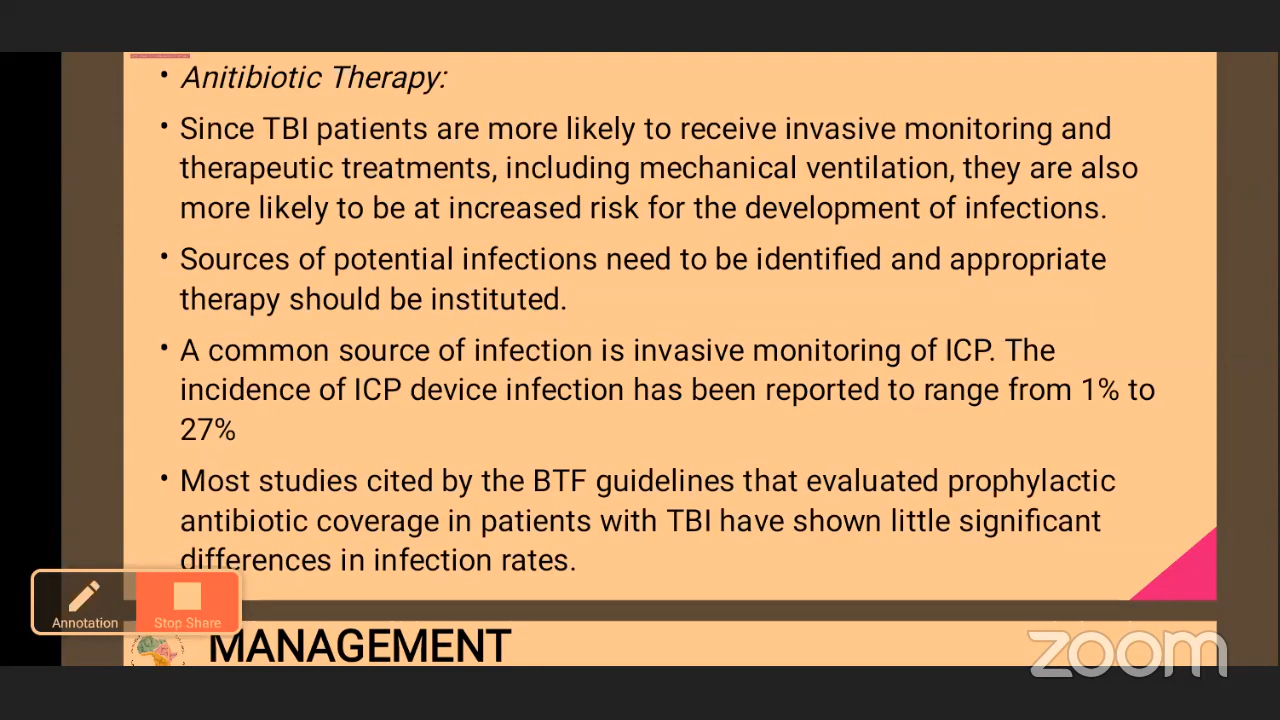 • Anitibiotic Therapy:
• Since TBI patients are more likely to receive invasive monitoring and
therapeutic treatments, including mechanical ventilation, they are also
more likely to be at increased risk for the development of infections.
• Sources of potential infections need to be identified and appropriate
therapy should be instituted.
• A common source of infection is invasive monitoring of ICP. The
incidence of ICP device infection has been reported to range from 1% to
27%
• Most studies cited by the BTF guidelines that evaluated prophylactic
antibiotic coverage in patients with TBI have shown little significant
differences in infection rates.
Annotation
Stop Share
MANAGEMENT
zoom